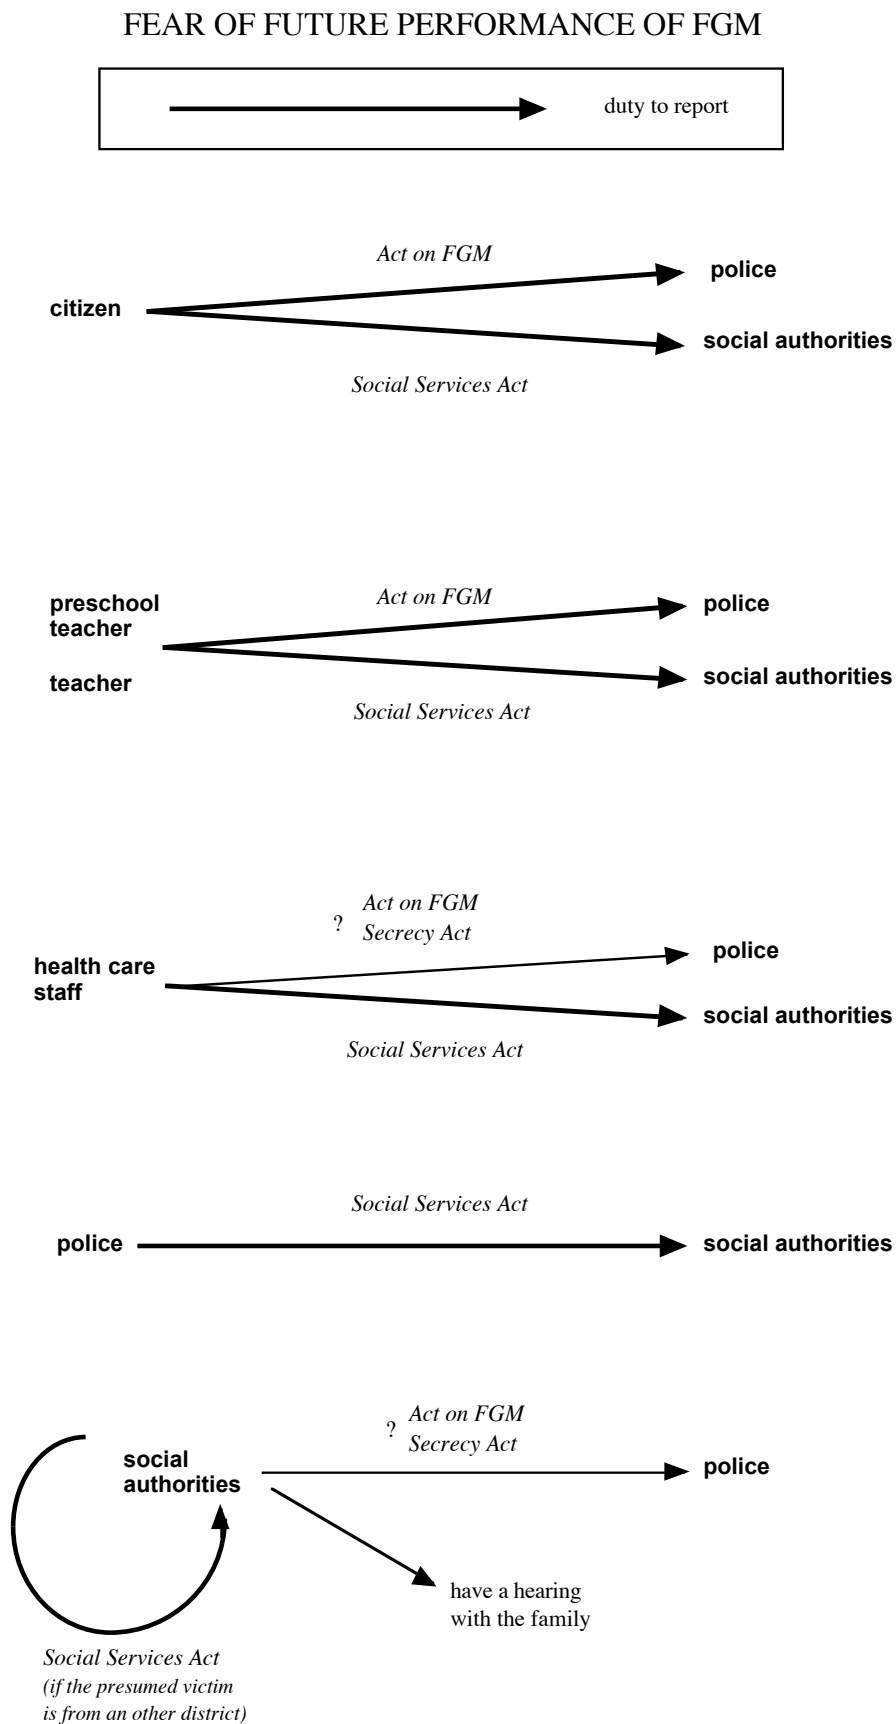 FEAR OF FUTURE PERFORMANCE OF FGM
duty to report
Act on FGM
police
citizen
social authorities
Social Services Act
Act on FGM
preschool
teacher
police
teacher
social authorities
Social Services Act
? Act on FGM
Secrecy Act
police
health care
staff
social authorities
Social Services Act
Social Services Act
police
social authorities
? Act on FGM
Secrecy Act
social
authorities
police
have a hearing
with the family
Social Services Act
(if the presumed victim
is from an other district)